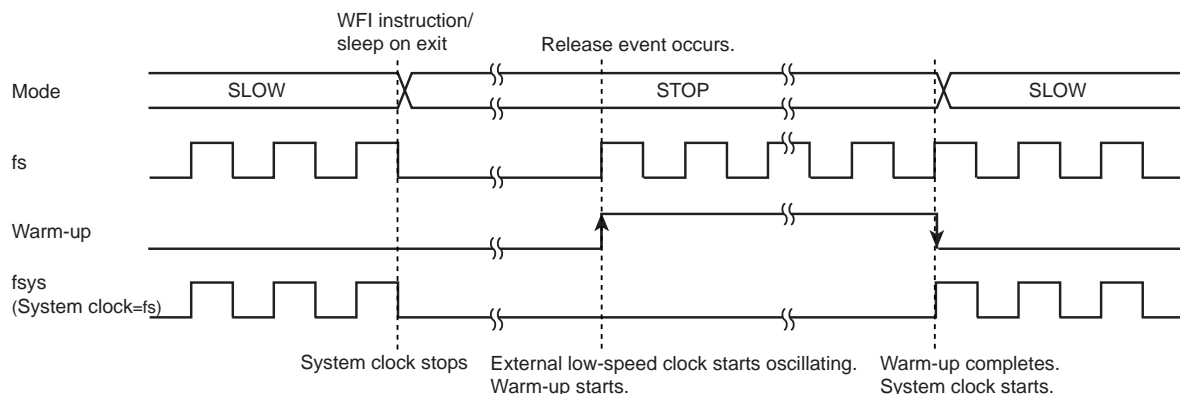 WFI instruction/
sleep on exit
Release event occurs.
Mode
SLOW
STOP
SLOW
fs
Warm-up
fsys
(System clock=fs)
System clock stops
External low-speed clock starts oscillating.
Warm-up starts.
Warm-up completes.
System clock starts.